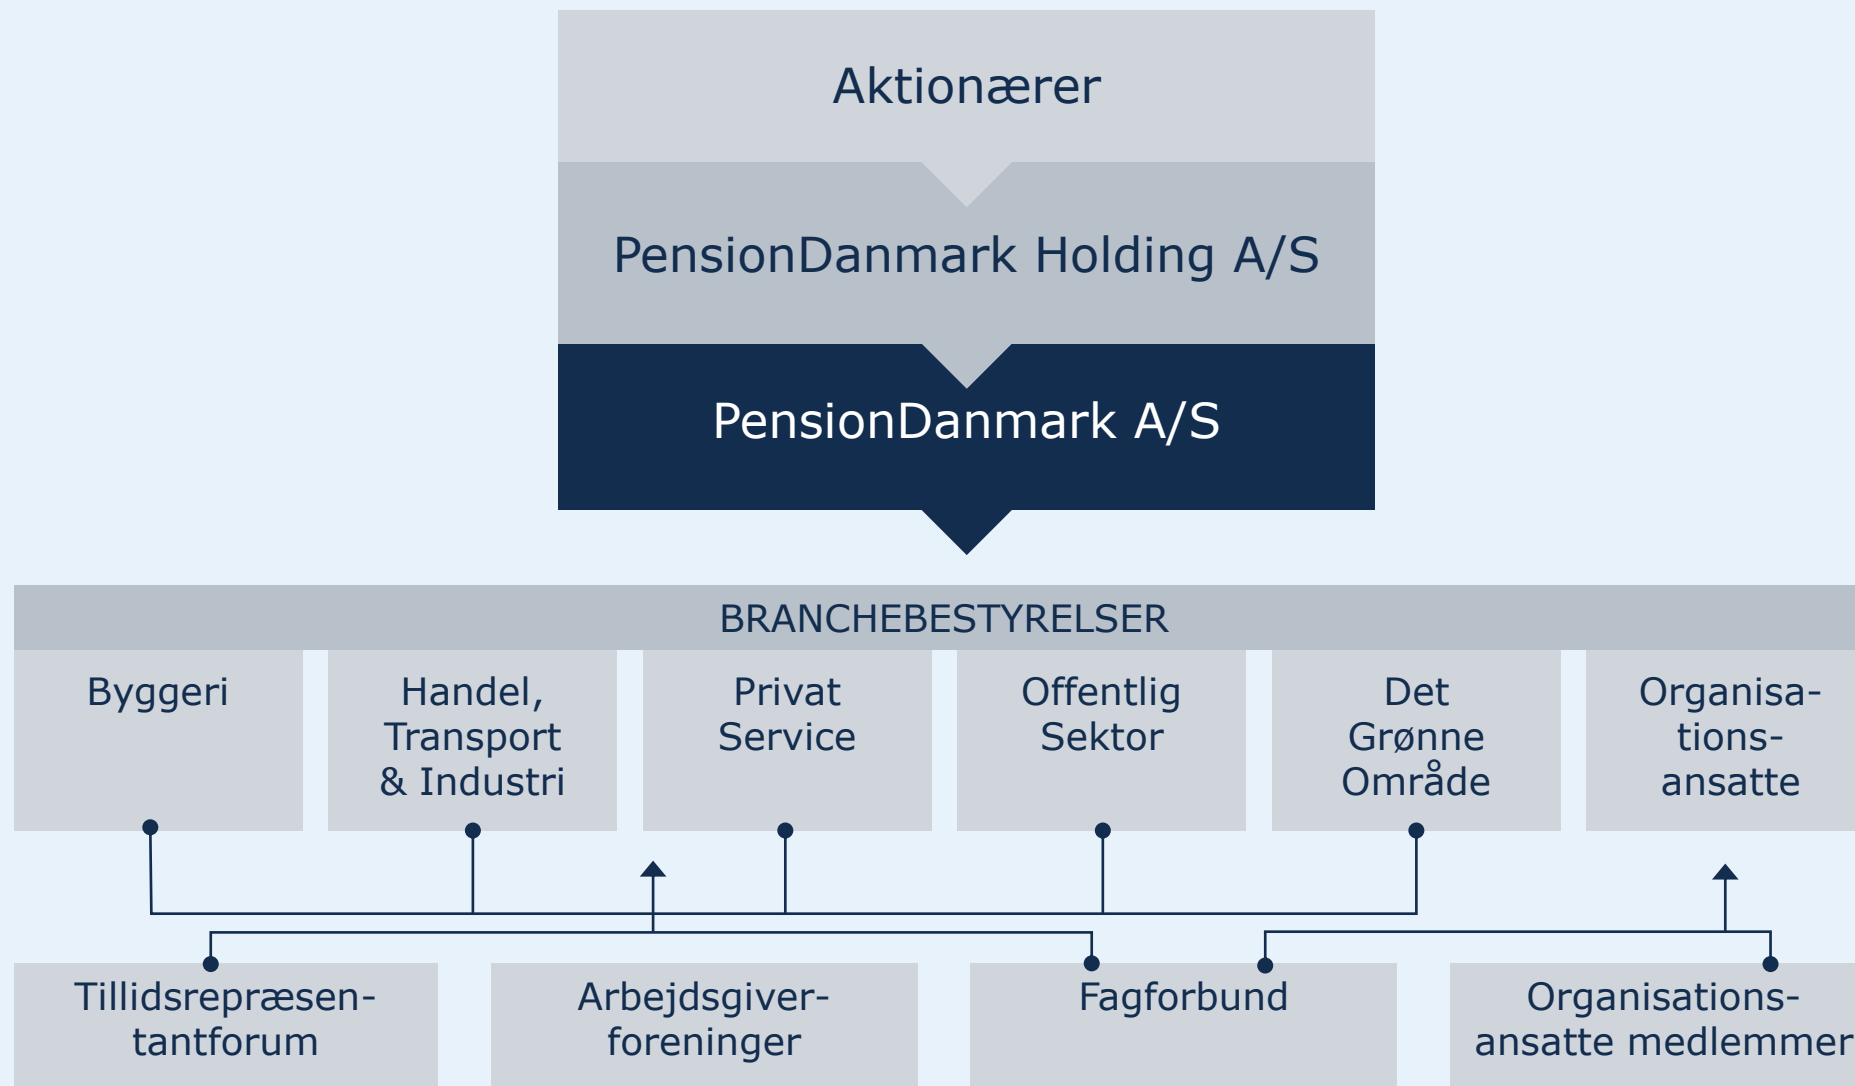 Aktionærer
PensionDanmark Holding A/S
PensionDanmark A/S
BRANCHEBESTYRELSER
Byggeri
Handel,
Transport
& Industri
Privat
Service
Offentlig
Sektor
Det
Grønne
Område
Organisa-
tions-
ansatte
Tillidsrepræsen-
tantforum
Arbejdsgiver-
foreninger
Fagforbund
Organisations-
ansatte medlemmer